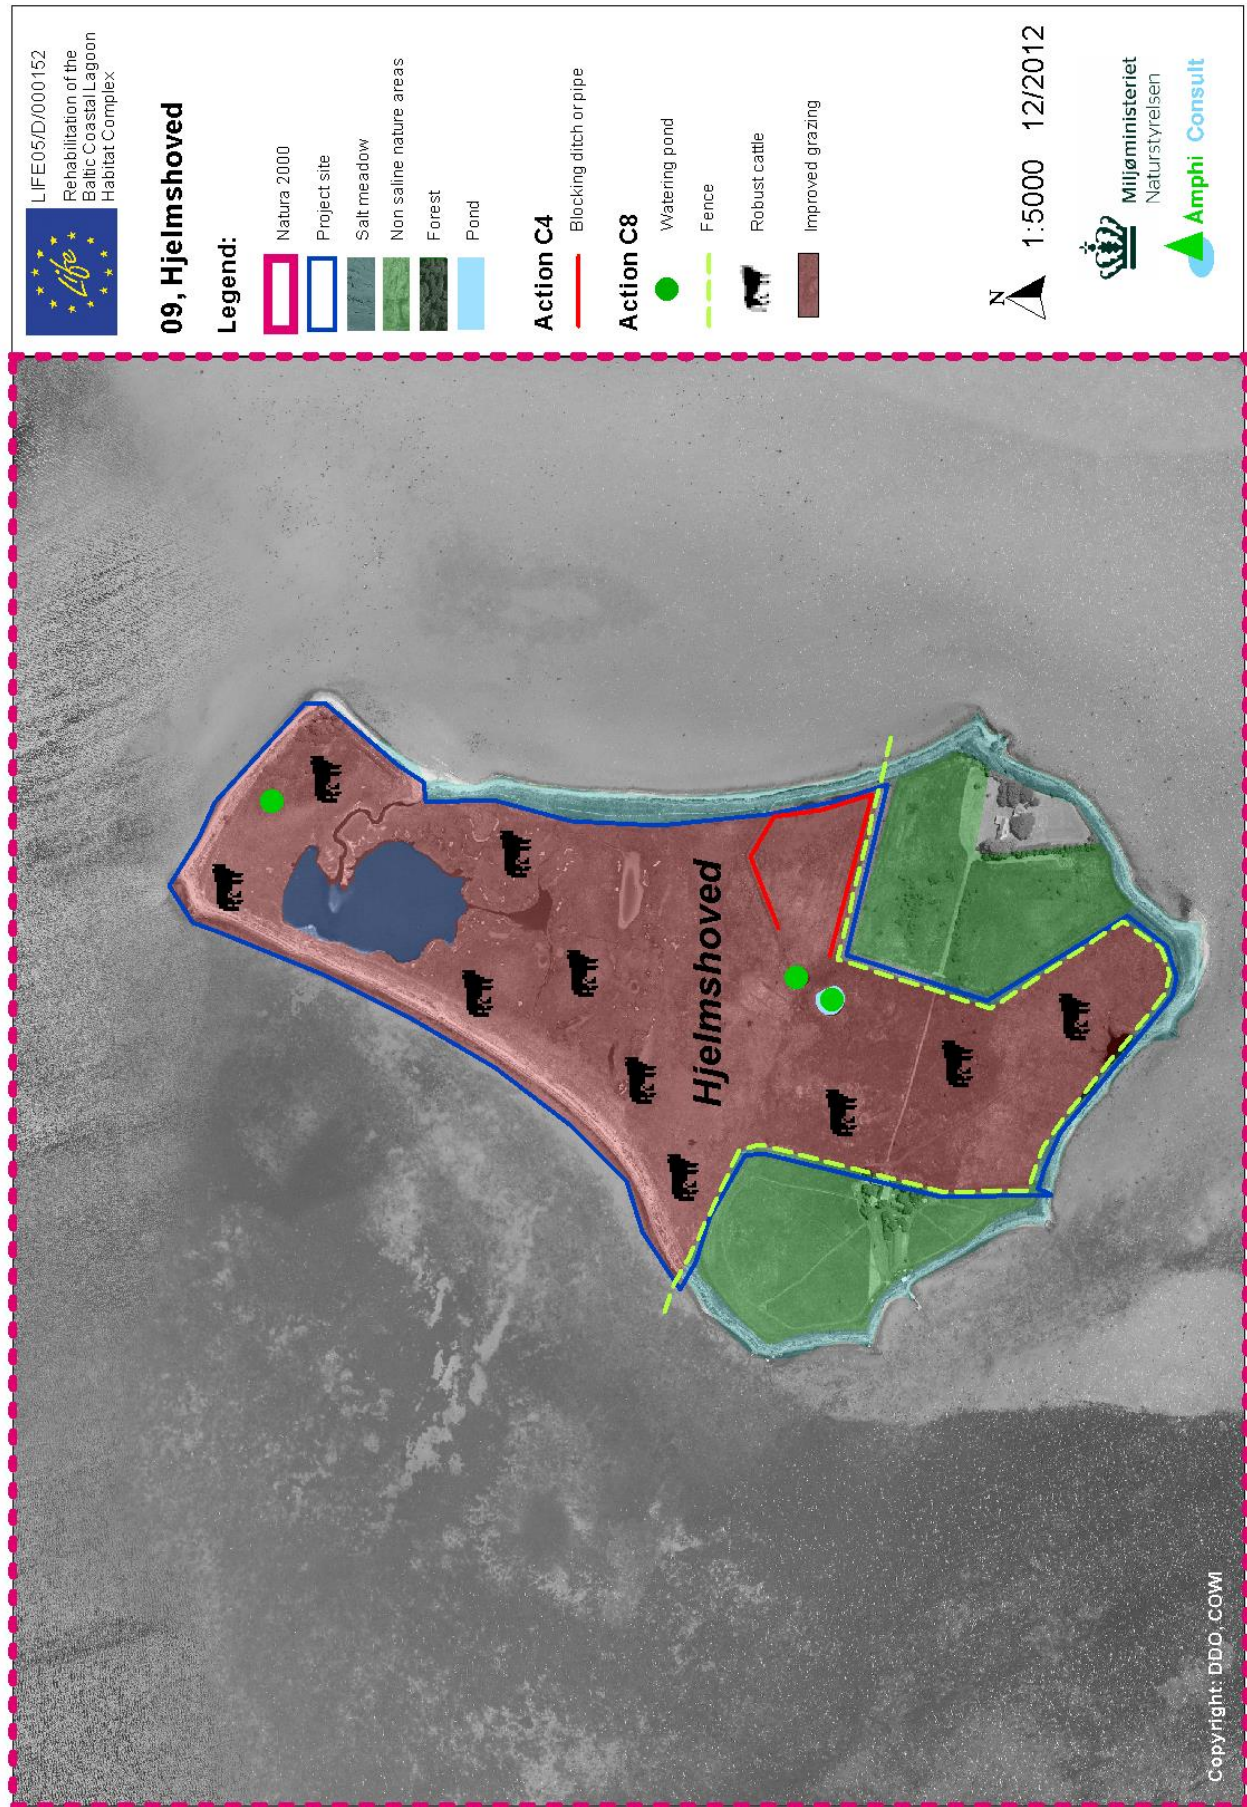 LIFE05/D/000152
Rehabilitation of the
Baltic Coastal Lagoon
Habitat Complex
Life
09, Hjelmshoved
Legend:
Natura 2000
Project site
Salt meadow
Non saline nature areas
Forest
Pond
Action C4
Blocking ditch or pipe
Action C8
Watering pond
Fence
Robust cattle
Improved grazing
N
1:5000 12/2012
Miljøministeriet
Naturstyrelsen
Amphi Consult
Hjelmshoved
Copyright: DDO, COWI